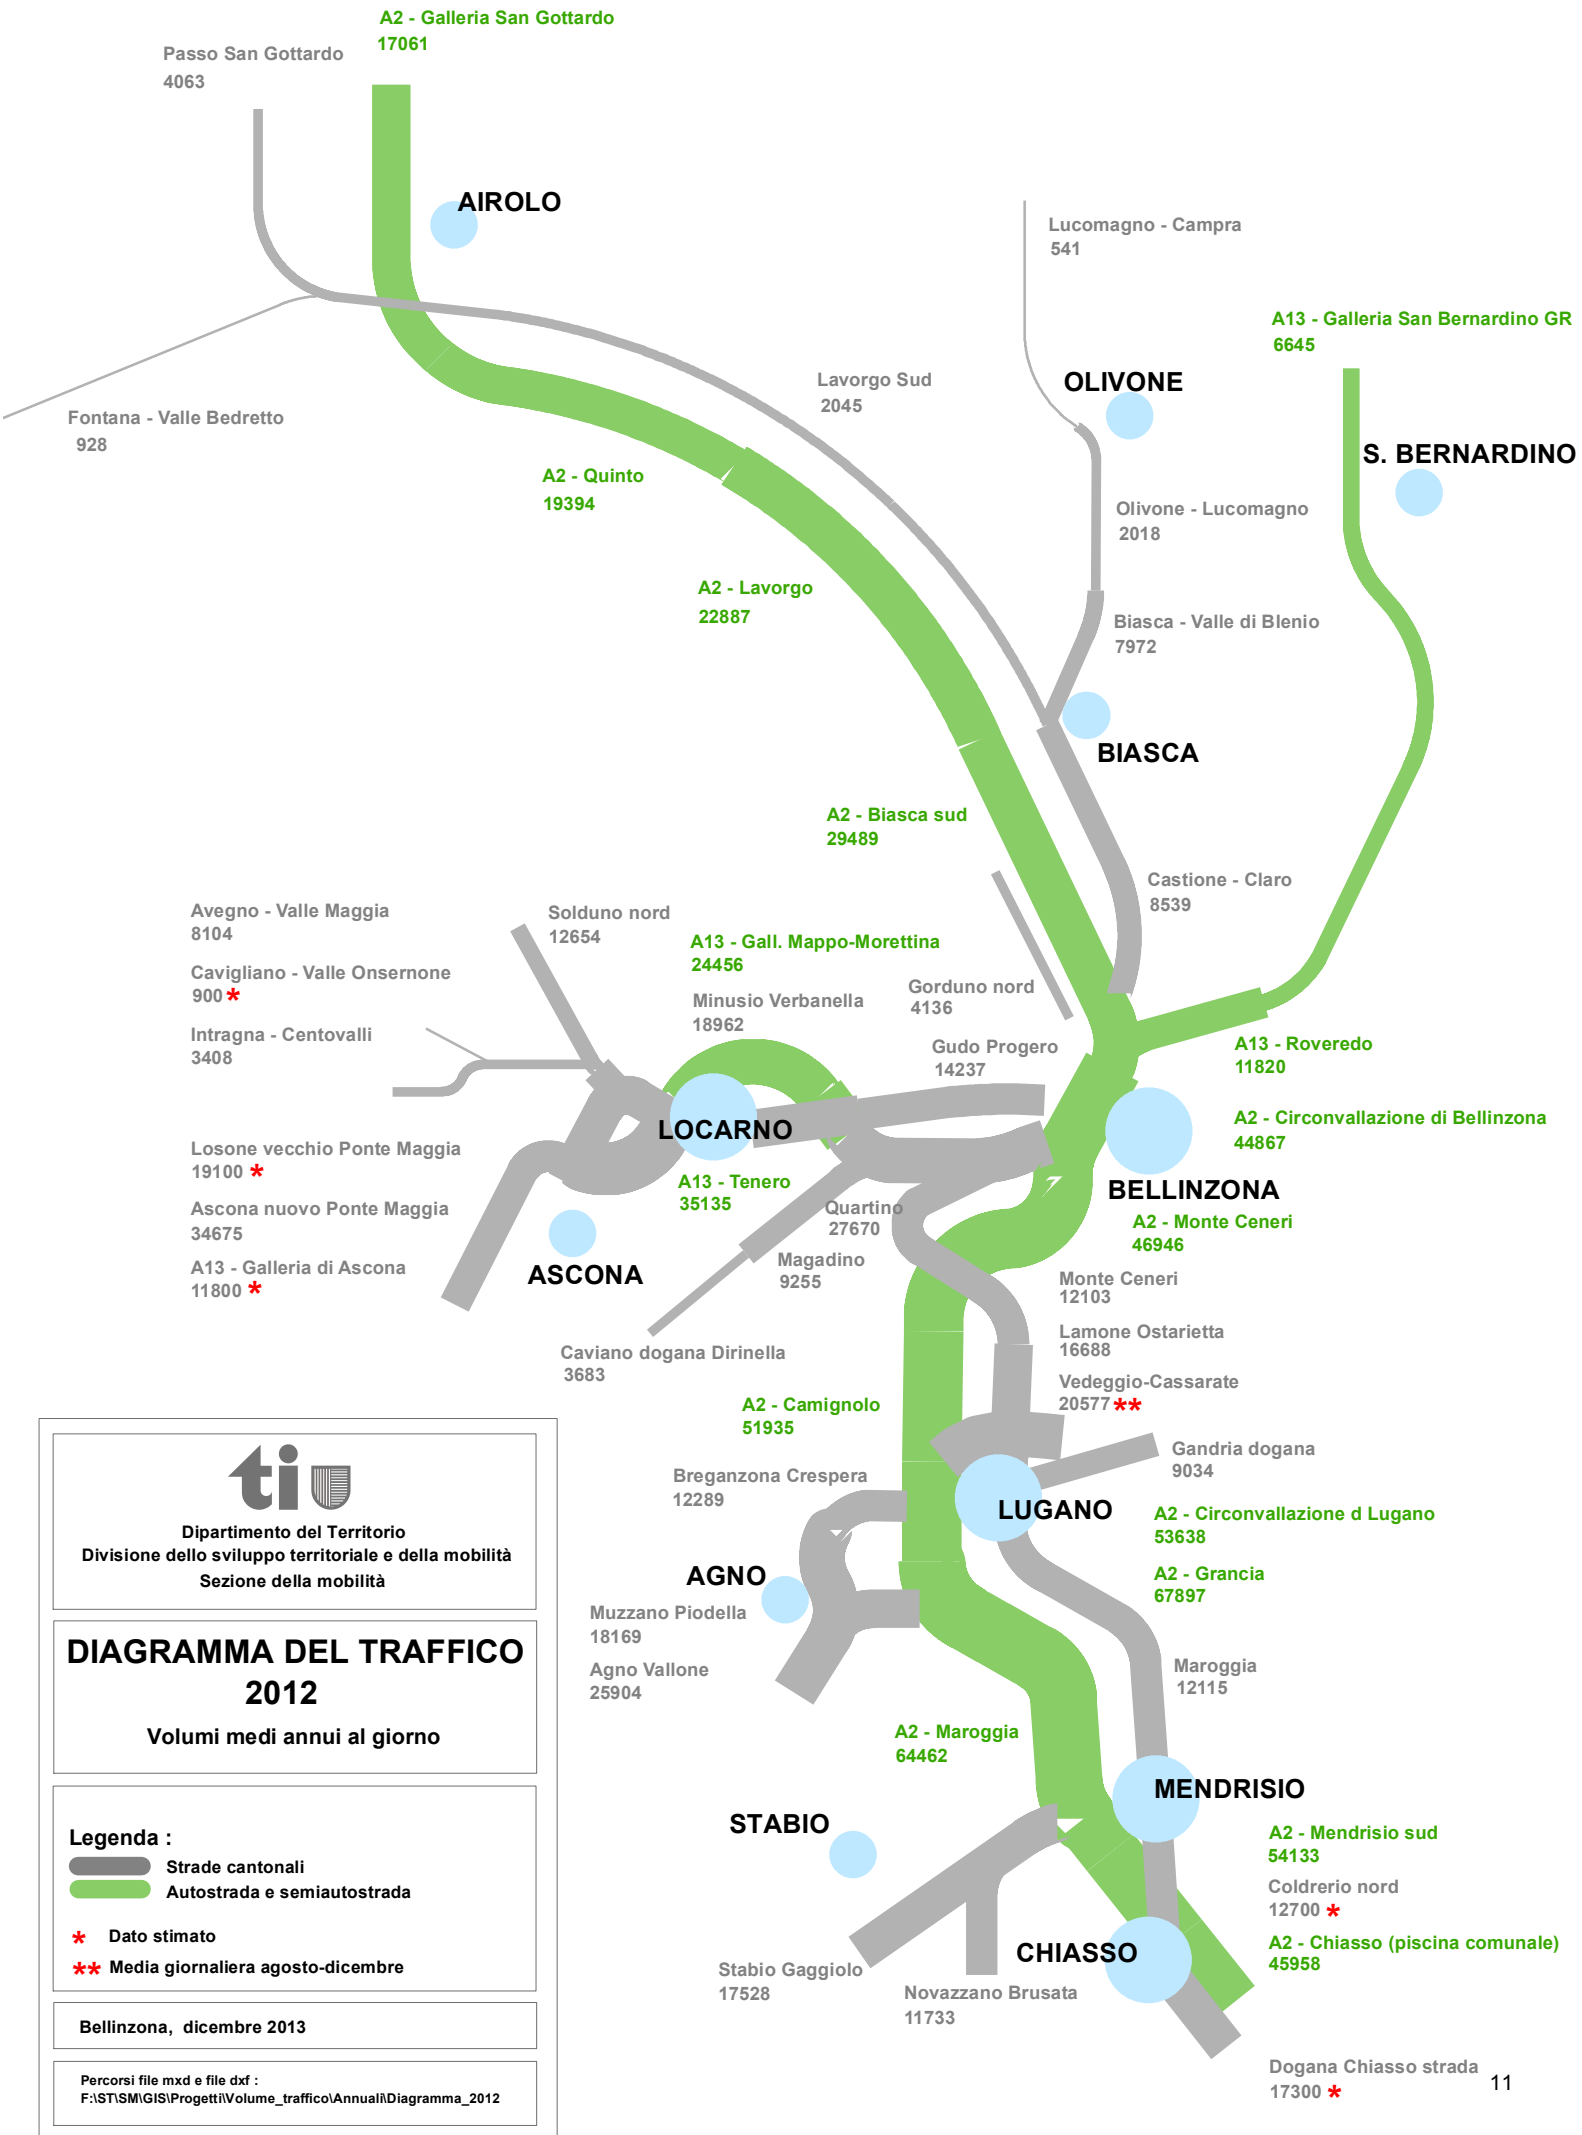 A2 - Galleria San Gottardo
17061
Passo San Gottardo
4063
AIROLO
Lucomagno - Campra
541
A13 - Galleria San Bernardino GR
6645
Lavorgo Sud
2045
OLIVONE
Fontana - Valle Bedretto
928
S. BERNARDINO
A2 - Quinto
19394
Olivone - Lucomagno
2018
A2 - Lavorgo
22887
Biasca - Valle di Blenio
7972
BIASCA
A2 - Biasca sud
29489
Castione - Claro
8539
Avegno - Valle Maggia
8104
Solduno nord
12654
A13 - Gall. Mappo-Morettina
24456
Cavigliano - Valle Onsernone
900 *
Minusio Verbanella
18962
Gorduno nord
4136
Intragna - Centovalli
3408
Gudo Progero
14237
A13 - Roveredo
11820
A2 - Circonvallazione di Bellinzona
44867
LOCARNO
Losone vecchio Ponte Maggia
19100 *
A13 - Tenero
35135
BELLINZONA
Ascona nuovo Ponte Maggia
34675
Quartino
27670
A2 - Monte Ceneri
46946
A13 - Galleria di Ascona
11800 *
ASCONA
Magadino
9255
Monte Ceneri
12103
Lamone Ostarietta
16688
Caviano dogana Dirinella
3683
Vedeggio-Cassarate
20577 **
A2 - Camignolo
51935
Gandria dogana
9034
Breganzona Crespera
12289
LUGANO
A2 - Circonvallazione d Lugano
53638
AGNO
A2 - Grancia
67897
Muzzano Piodella
18169
Agno Vallone
25904
Maroggia
12115
A2 - Maroggia
64462
MENDRISIO
STABIO
A2 - Mendrisio sud
54133
Coldrerio nord
12700 *
CHIASSO
A2 - Chiasso (piscina comunale)
45958
Stabio Gaggiolo
17528
Novazzano Brusata
11733
Dogana Chiasso strada
17300 *
11
ti
Dipartimento del Territorio
Divisione dello sviluppo territoriale e della mobilità
Sezione della mobilità
DIAGRAMMA DEL TRAFFICO
2012
Volumi medi annui al giorno
Legenda :
Strade cantonali
Autostrada e semiautostrada
* Dato stimato
** Media giornaliera agosto-dicembre
Bellinzona, dicembre 2013
Percorsi file mxd e file dxf :
F:\ST\SM\GIS\Progetti\Volume_traffico\Annuali\Diagramma_2012